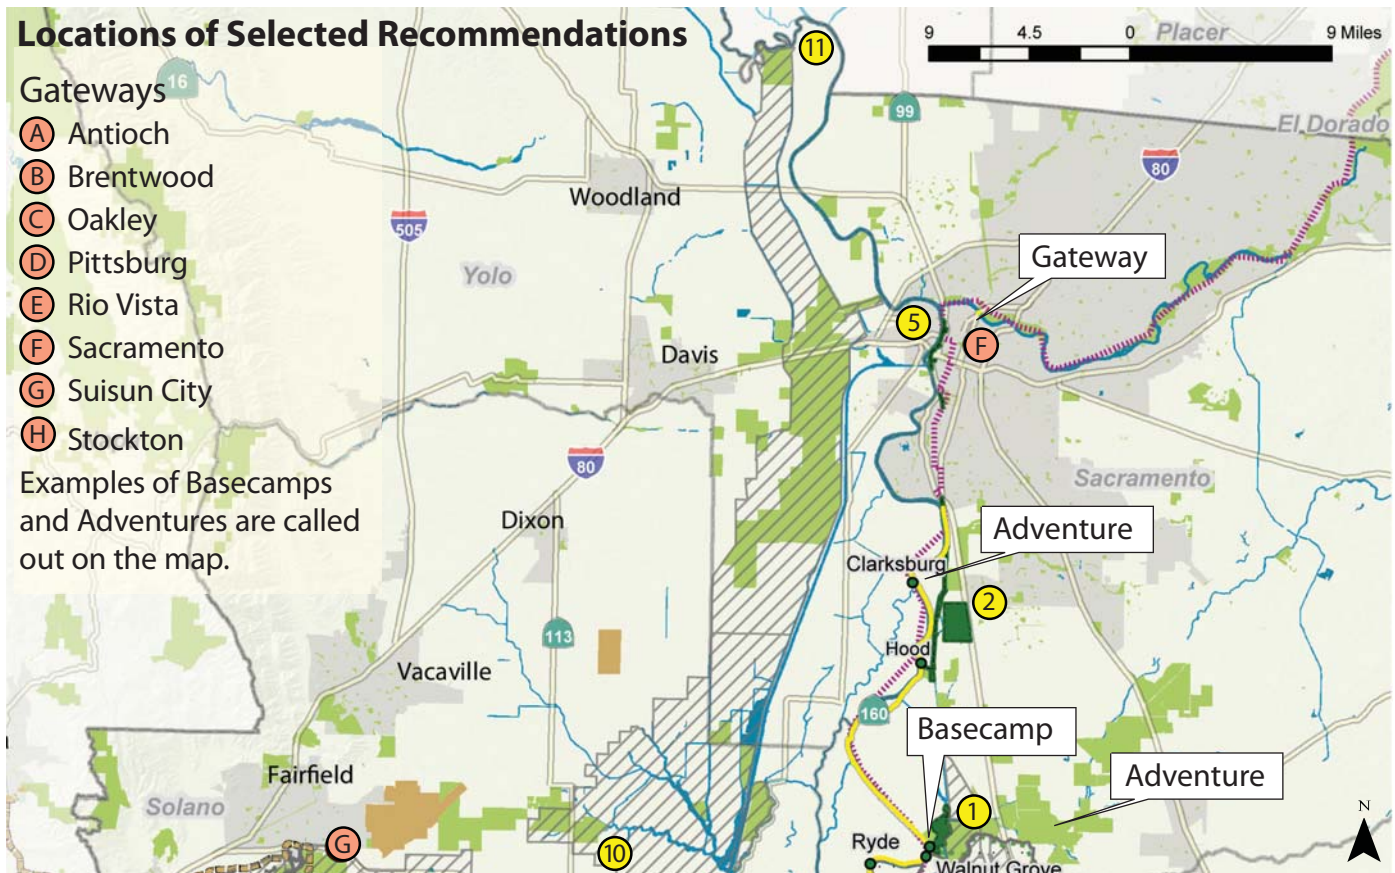 Locations of Selected Recommendations
Gateways
A Antioch
B Brentwood
C Oakley
D Pittsburg
E Rio Vista
F Sacramento
G Suisun City
H Stockton
Examples of Basecamps
and Adventures are called
out on the map.
9 4.5 0 9 Miles
Placer
El Dorado
16
11
99
80
505
Woodland
Yolo
Gateway
5
F
Davis
80
Sacramento
Dixon
Adventure
Clarksburg
2
113
Hood
Vacaville
160
Basecamp
Adventure
Fairfield
Solano
1
N
G
10
Ryde
Walnut Grove